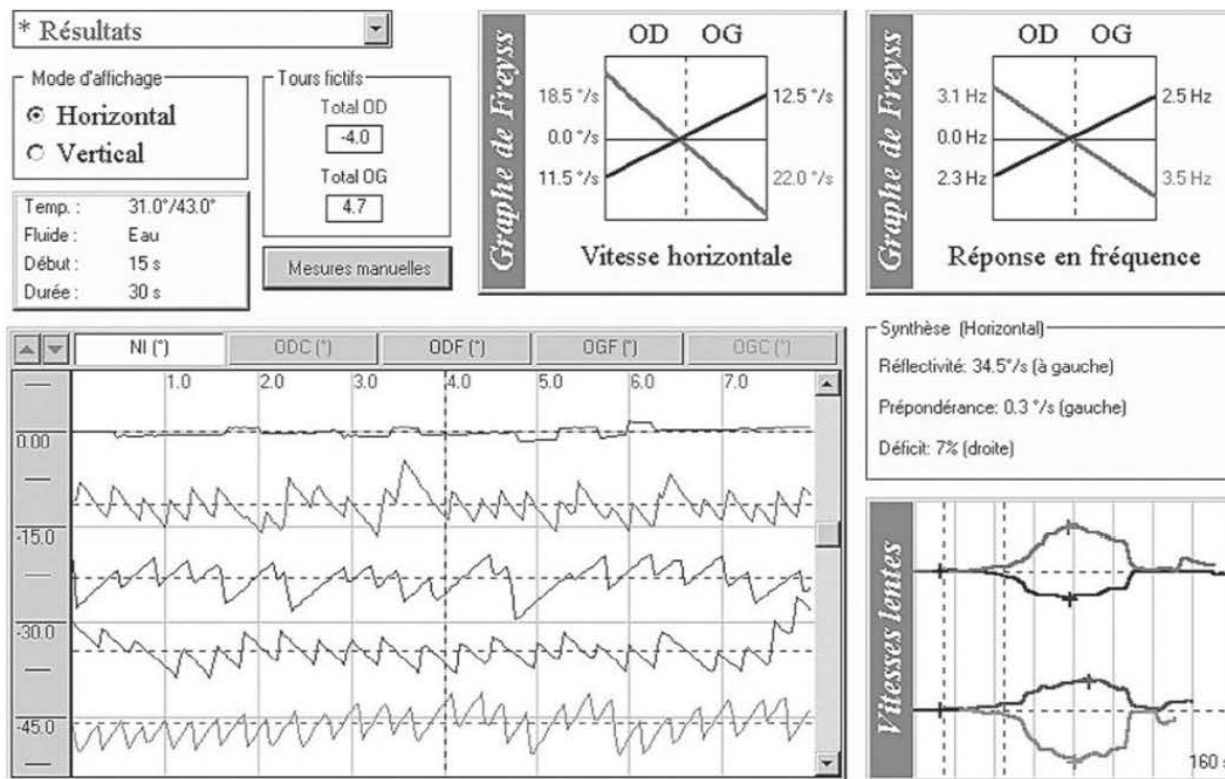 * Résultats
Mode d'affichage
Horizontal
Vertical
Temp. : 31.0°/43.0°
Fluide : Eau
Début : 15 s
Durée : 30 s
Tours fictifs
Total OD
-4.0
Total OG
4.7
Mesures manuelles
Graphe de Freyss
OD OG
18.5 °/s 12.5 °/s
0.0 °/s
11.5 °/s 22.0 °/s
Vitesse horizontale
Graphe de Freyss
OD OG
3.1 Hz 2.5 Hz
0.0 Hz
2.3 Hz 3.5 Hz
Réponse en fréquence
NI (°) ODC (°) ODF (°) OGF (°) OGC (°)
1.0 2.0 3.0 4.0 5.0 6.0 7.0
0.00
-15.0
-30.0
-45.0
Synthèse (Horizontal)
Réflectivité: 34.5°/s (à gauche)
Prépondérance: 0.3 °/s (gauche)
Déficit: 7% (droite)
Vitesses lentes
160 s